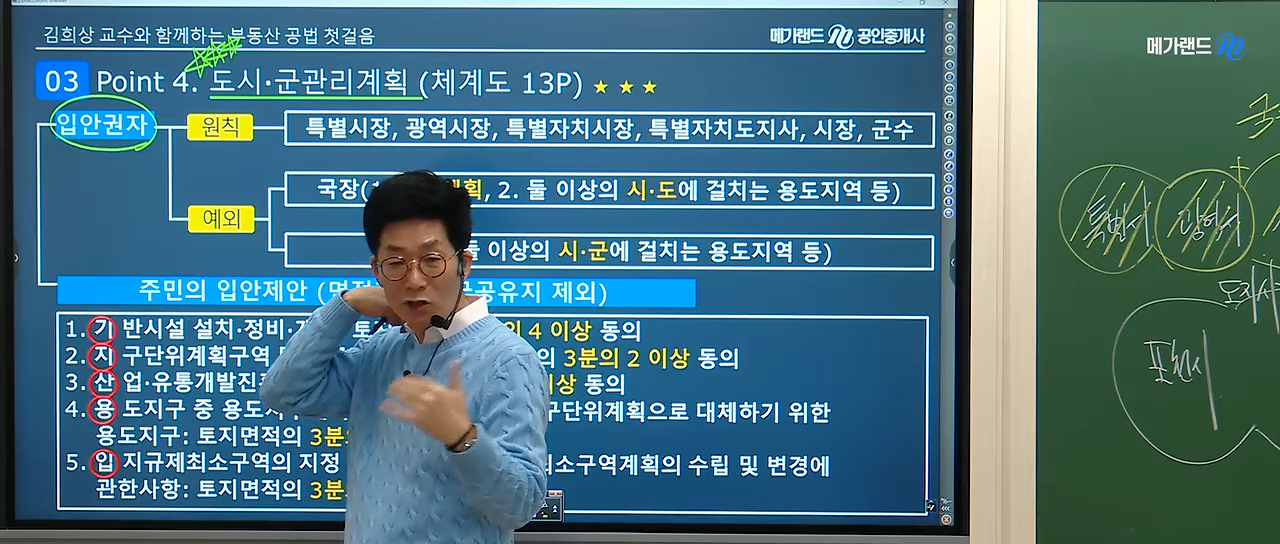 김희상 교수와 함께하는 부동산 공법 첫걸음
메가랜드 공인중개사
메가랜드
03 Point 4. 도시·군관리계획 (체계도 13P) ★ ★ ★
입안권자
원칙
특별시장, 광역시장, 특별자치시장, 특별자치도지사, 시장, 군수
국장( 계획, 2. 둘 이상의 시·도에 걸치는 용도지역 등)
예외
둘 이상의 시·군에 걸치는 용도지역 등)
주민의 입안제안 ( 국공유지 제외)
1. 기 반시설 설치·정비· 4 이상 동의
2. 지 구단위계획구역 3분의 2 이상 동의
3. 산 업·유통개발진 이상 동의
4. 용 도지구 중 용도지구 구단위계획으로 대체하기 위한
용도지구: 토지면적의 3분
5. 입 지규제최소구역의 지정 최소구역계획의 수립 및 변경에
관한사항: 토지면적의 3분
특별시
광역시
도지사
포천시